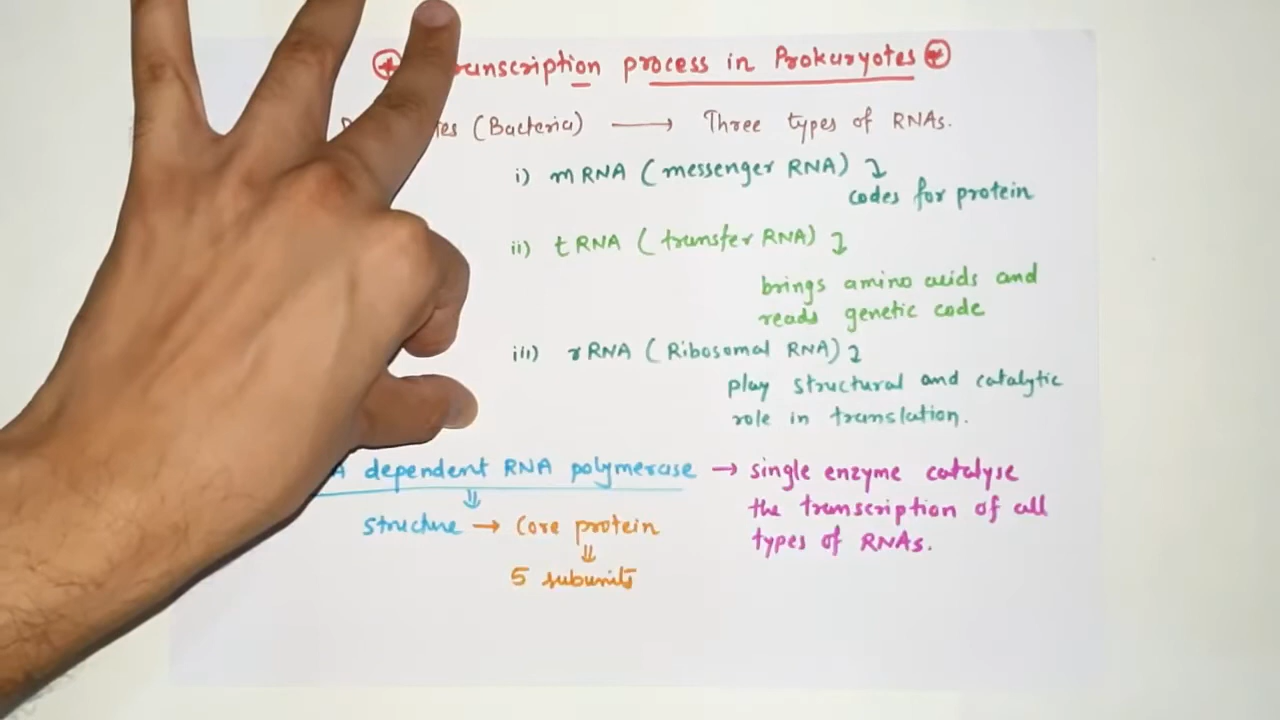 transcription process in Prokaryotes
(Bacteria) → Three types of RNAs.
i) mRNA (messenger RNA)
codes for protein
ii) tRNA (transfer RNA)
brings amino acids and
reads genetic code
iii) rRNA (Ribosomal RNA)
play structural and catalytic
role in translation.
dependent RNA polymerase → single enzyme catalyse
the transcription of all
types of RNAs.
structure → Core protein
5 subunits